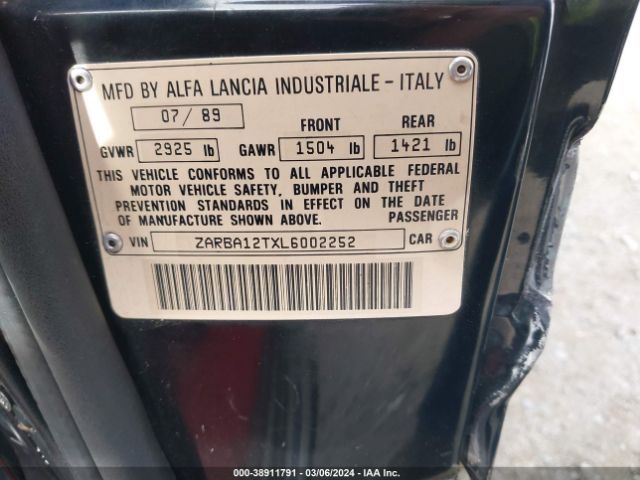 MFD BY ALFA LANCIA INDUSTRIALE - ITALY
07/89 FRONT REAR
GVWR 2925 lb GAWR 1504 lb 1421 lb
THIS VEHICLE CONFORMS TO ALL APPLICABLE FEDERAL
MOTOR VEHICLE SAFETY, BUMPER AND THEFT
PREVENTION STANDARDS IN EFFECT ON THE DATE
OF MANUFACTURE SHOWN ABOVE. PASSENGER
VIN ZARBA12TXL6002252 CAR
000-38911791 - 03/06/2024 - IAA Inc.